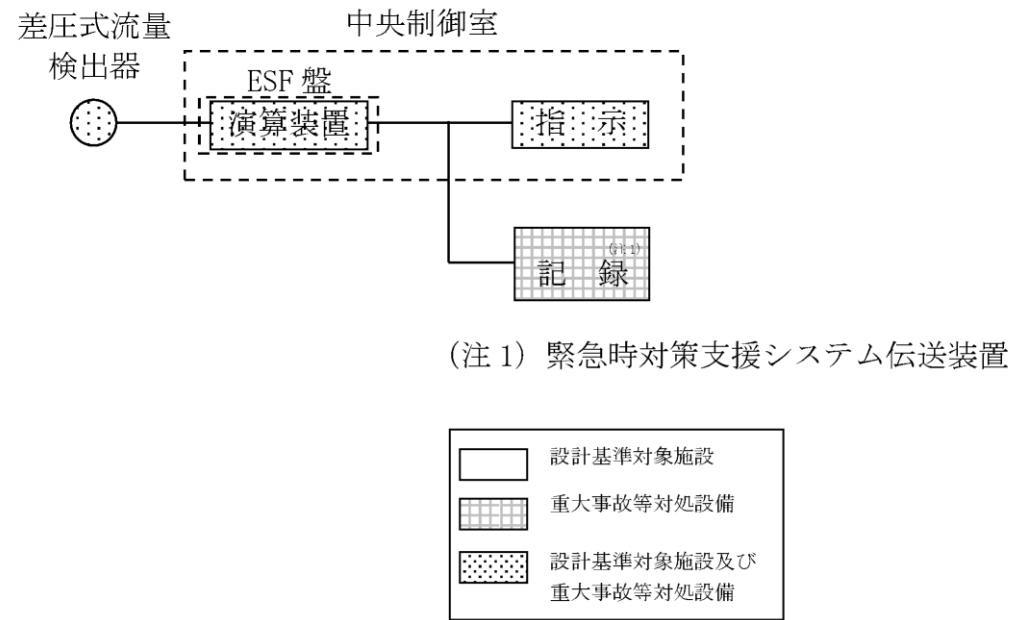 差圧式流量
検出器
中央制御室
ESF 盤
演算装置
指 示
(注1)
記 録
(注 1) 緊急時対策支援システム伝送装置
設計基準対象施設
重大事故等対処設備
設計基準対象施設及び
重大事故等対処設備